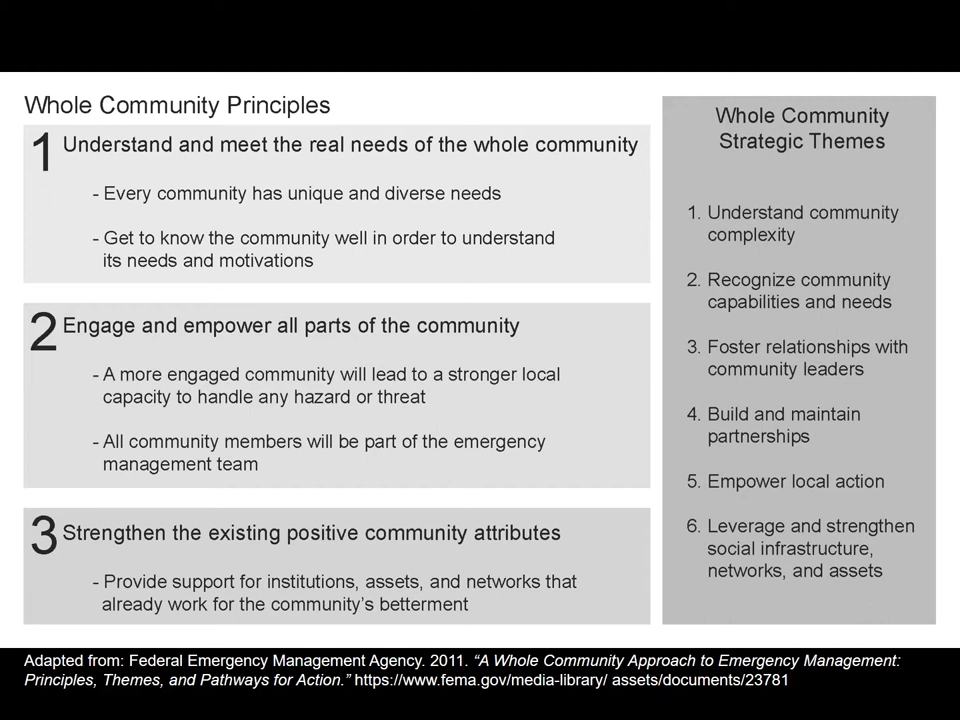 Whole Community Principles
1 Understand and meet the real needs of the whole community
- Every community has unique and diverse needs
- Get to know the community well in order to understand
its needs and motivations
2 Engage and empower all parts of the community
- A more engaged community will lead to a stronger local
capacity to handle any hazard or threat
- All community members will be part of the emergency
management team
3 Strengthen the existing positive community attributes
- Provide support for institutions, assets, and networks that
already work for the community's betterment
Whole Community
Strategic Themes
1. Understand community
complexity
2. Recognize community
capabilities and needs
3. Foster relationships with
community leaders
4. Build and maintain
partnerships
5. Empower local action
6. Leverage and strengthen
social infrastructure,
networks, and assets
Adapted from: Federal Emergency Management Agency. 2011. “A Whole Community Approach to Emergency Management:
Principles, Themes, and Pathways for Action.” https://www.fema.gov/media-library/ assets/documents/23781